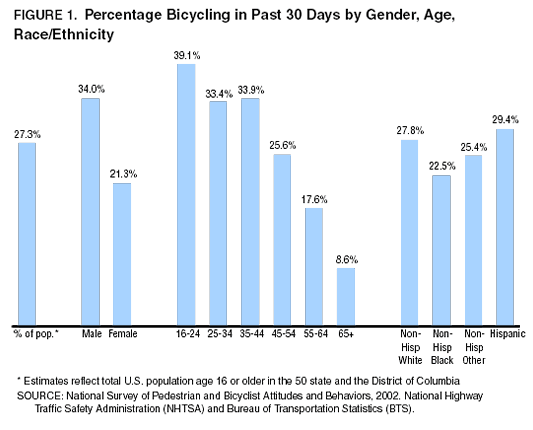 FIGURE 1. Percentage Bicycling in Past 30 Days by Gender, Age,
Race/Ethnicity
39.1%
34.0%
33.4%
33.9%
27.3%
21.3%
25.6%
17.6%
8.6%
27.8%
22.5%
25.4%
29.4%
% of pop.*
Male
Female
16-24
25-34
35-44
45-54
55-64
65+
Non-
Hisp
White
Non-
Hisp
Black
Non-
Hisp
Other
Hispanic
* Estimates reflect total U.S. population age 16 or older in the 50 state and the District of Columbia
SOURCE: National Survey of Pedestrian and Bicyclist Attitudes and Behaviors, 2002. National Highway
Traffic Safety Administration (NHTSA) and Bureau of Transportation Statistics (BTS).